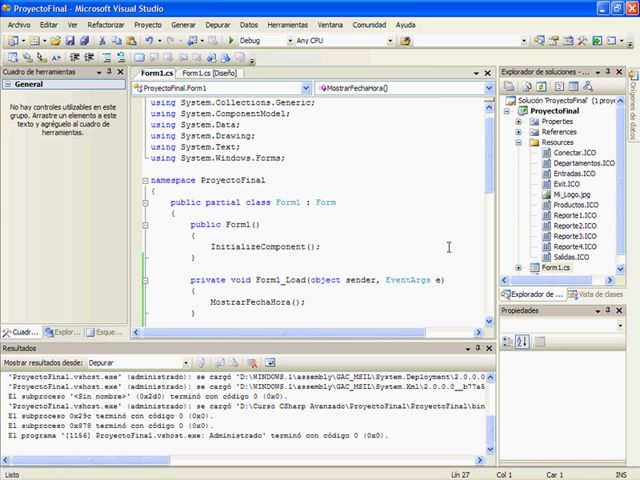 ProyectoFinal - Microsoft Visual Studio
Archivo Editar Ver Refactorizar Proyecto Generar Depurar Datos Herramientas Ventana Comunidad Ayuda
Debug Any CPU
Cuadro de herramientas
General
No hay controles utilizables en este
grupo. Arrastre un elemento a este
texto y agréguelo al cuadro de
herramientas.
Cuadr... Explor... Esque...
Form1.cs Form1.cs [Diseño]
ProyectoFinal.Form1 MostrarFechaHora()
using System.Collections.Generic;
using System.ComponentModel;
using System.Data;
using System.Drawing;
using System.Text;
using System.Windows.Forms;
namespace ProyectoFinal
{
public partial class Form1 : Form
{
public Form1()
{
InitializeComponent();
}
private void Form1_Load(object sender, EventArgs e)
{
MostrarFechaHora();
}
Explorador de soluciones - ...
Solución 'ProyectoFinal' (1 proye
ProyectoFinal
Properties
References
Resources
Conectar.ICO
Departamentos.ICO
Entradas.ICO
Exit.ICO
Mi_Logo.jpg
Productos.ICO
Reporte1.ICO
Reporte2.ICO
Reporte3.ICO
Reporte4.ICO
Salidas.ICO
Form1.cs
Explorador de ... Vista de clases
Orígenes de datos
Propiedades
Resultados
Mostrar resultados desde: Depurar
'ProyectoFinal.vshost.exe' (administrado): se cargó 'D:\WINDOWS.1\assembly\GAC_MSIL\System.Deployment\2.0.0.0
'ProyectoFinal.vshost.exe' (administrado): se cargó 'D:\WINDOWS.1\assembly\GAC_MSIL\System.Xml\2.0.0.0__b77a5
El subproceso '<Sin nombre>' (0x2d0) terminó con código 0 (0x0).
'ProyectoFinal.vshost.exe' (administrado): se cargó 'D:\Curso CSharp Avanzado\ProyectoFinal\ProyectoFinal\bin
El subproceso 0x29c terminó con código 0 (0x0).
El subproceso 0x878 terminó con código 0 (0x0).
El programa '[1156] ProyectoFinal.vshost.exe: Administrado' terminó con código 0 (0x0).
Listo Lín 27 Col 1 Car 1 INS